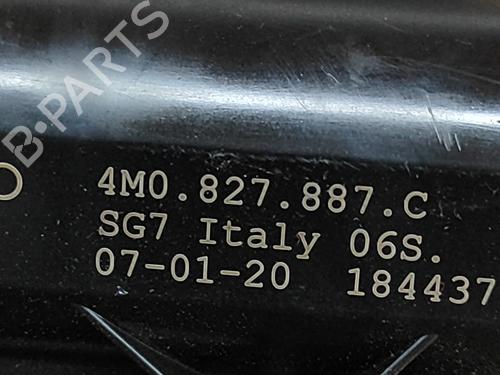 B-PARTS
4M0.827.887.C
SG7 Italy 06S.
07-01-20 184437